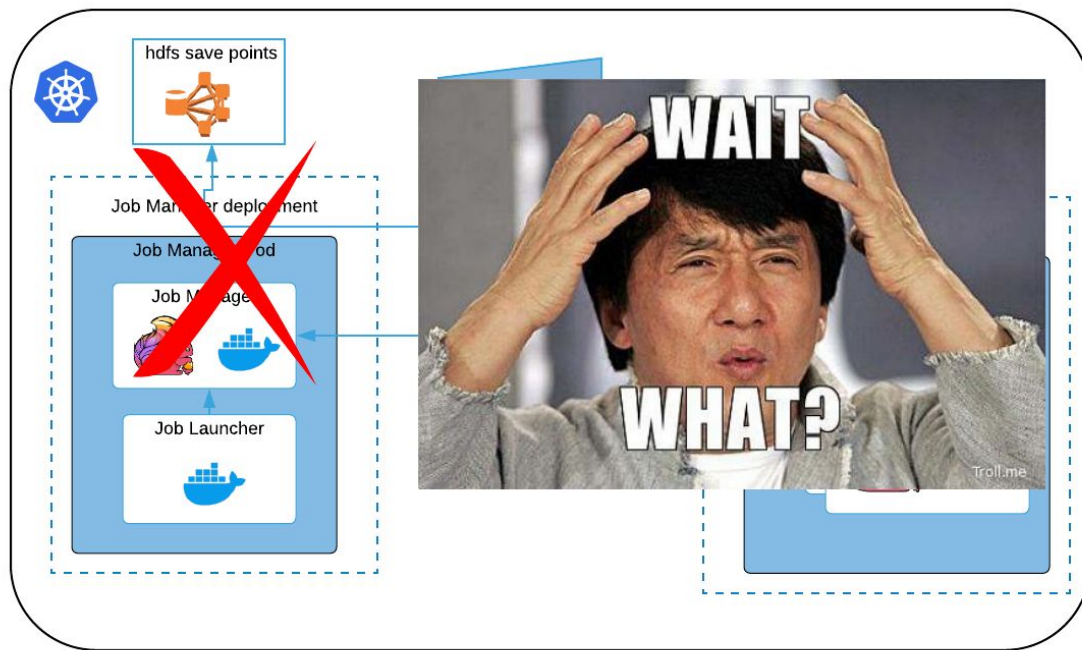 hdfs save points
Job Manager deployment
Job Manager Pod
Job Manager
Job Launcher
WAIT
WHAT?
Troll.me